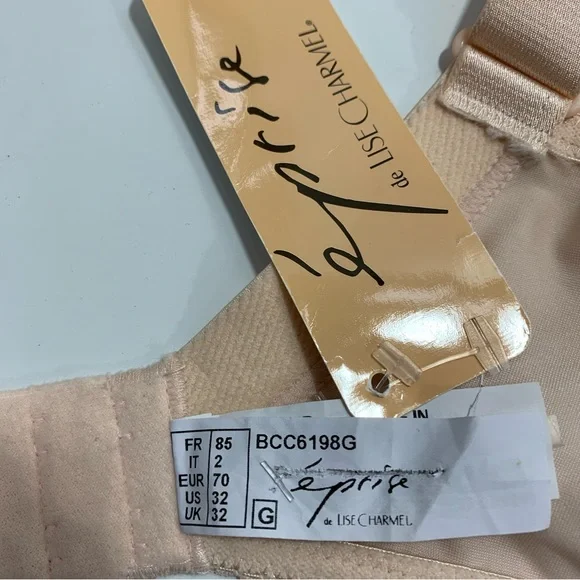 éprise
de LISE CHARMEL®
IN
FR 85 BCC6198G
IT 2
EUR 70
US 32
UK 32 G
éprise
de LISE CHARMEL